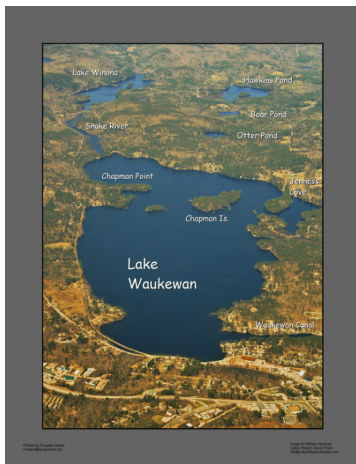 Lake Winona
Hawkins Pond
Bear Pond
Snake River
Otter Pond
Chapman Point
Jenness
Cove
Chapman Is.
Lake
Waukewan
Waukewan Canal